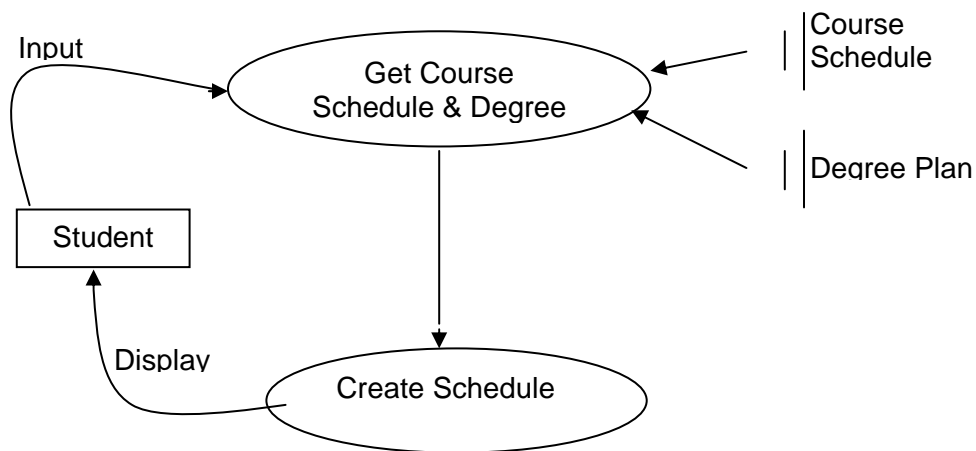 Input
Get Course
Schedule & Degree
Course
Schedule
Degree Plan
Student
Display
Create Schedule